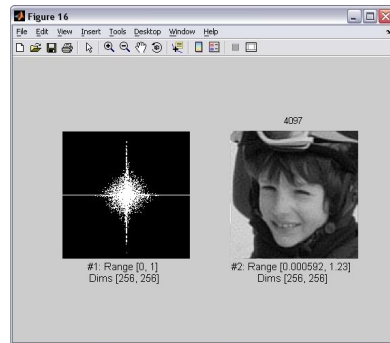 Figure 16
File Edit View Insert Tools Desktop Window Help
4097
#1: Range [0, 1]
Dims [256, 256]
#2: Range [0.000592, 1.23]
Dims [256, 256]